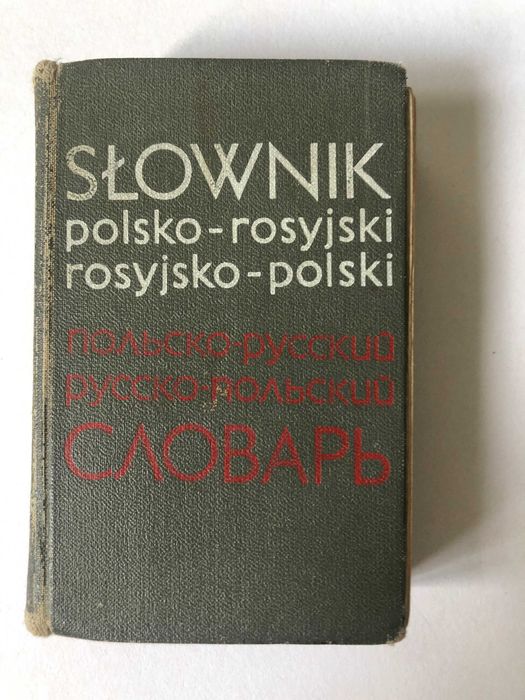 SŁOWNIK
polsko-rosyjski
rosyjsko-polski
польско-русский
русско-польский
СЛОВАРЬ